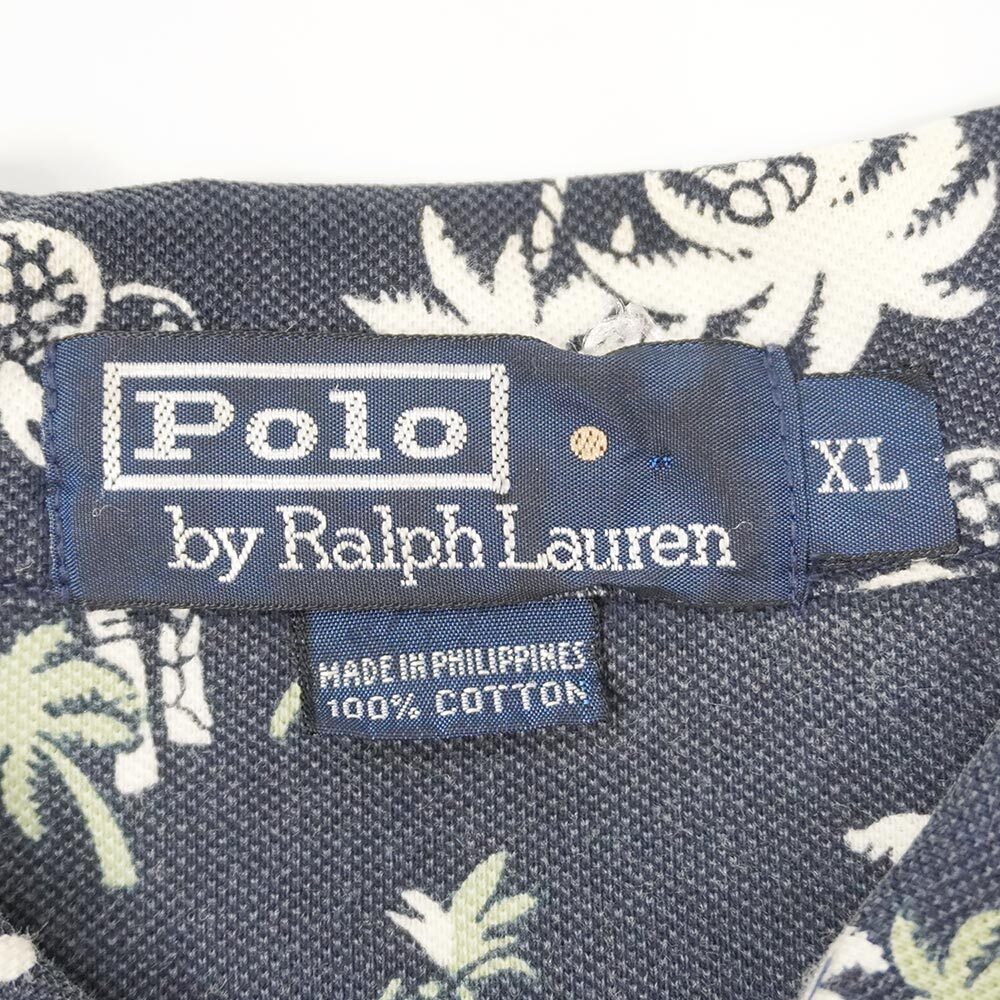 Polo
by Ralph Lauren
XL
MADE IN PHILIPPINES
100% COTTON